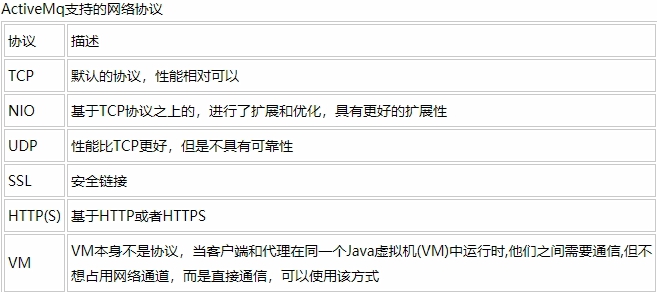 ActiveMq支持的网络协议
协议 描述
TCP 默认的协议，性能相对可以
NIO 基于TCP协议之上的，进行了扩展和优化，具有更好的扩展性
UDP 性能比TCP更好，但是不具有可靠性
SSL 安全链接
HTTP(S) 基于HTTP或者HTTPS
VM VM本身不是协议，当客户端和代理在同一个Java虚拟机(VM)中运行时,他们之间需要通信,但不
想占用网络通道，而是直接通信，可以使用该方式